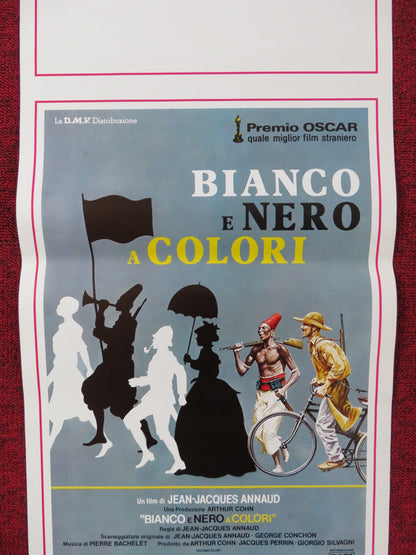 La D.M.V. Distribuzione
Premio OSCAR
quale miglior film straniero
BIANCO
E NERO
A COLORI
Un film di JEAN-JACQUES ANNAUD
Una Produzione ARTHUR COHN
"BIANCO E NERO A COLORI"
Regia di JEAN-JACQUES ANNAUD
Sceneggiatura originale di JEAN-JACQUES ANNAUD - GEORGE CONCHON
Musica di PIERRE BACHELET - Prodotto da ARTHUR COHN - JACQUES PERRIN - GIORGIO SILVAGNI